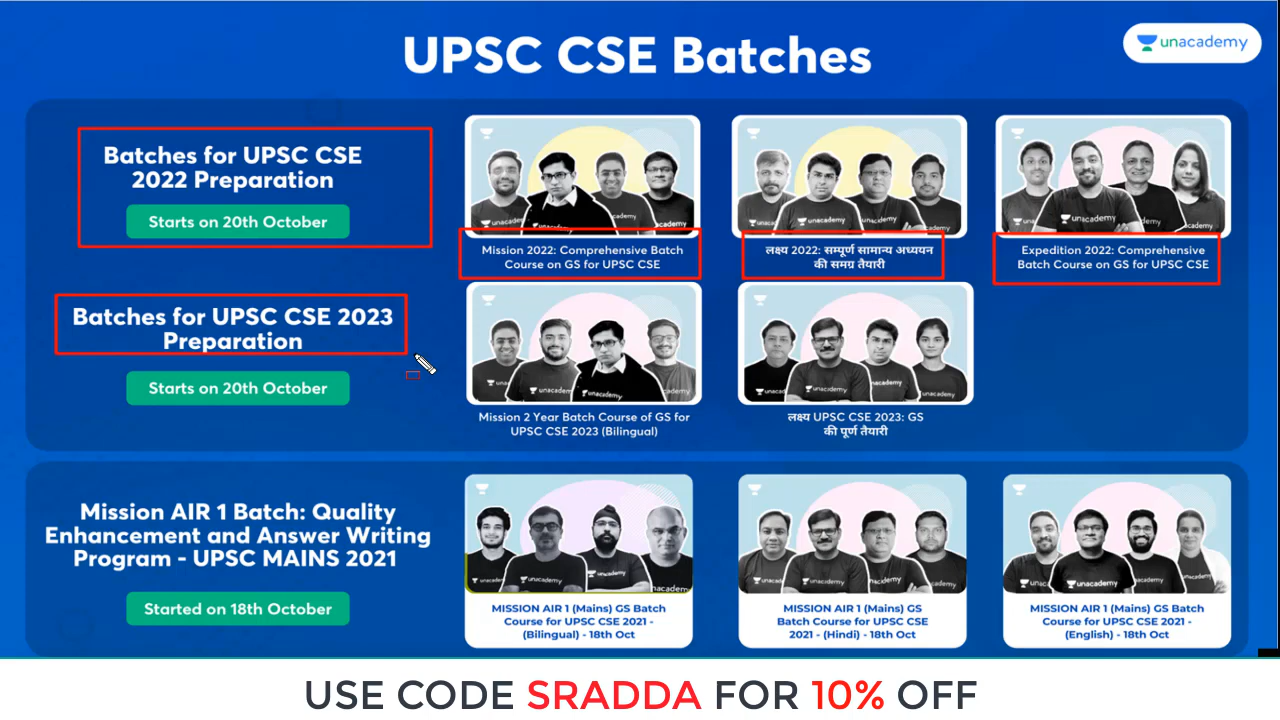 UPSC CSE Batches
unacademy
Batches for UPSC CSE
2022 Preparation
Starts on 20th October
Mission 2022: Comprehensive Batch
Course on GS for UPSC CSE
लक्ष्य 2022: सम्पूर्ण सामान्य अध्ययन
की समग्र तैयारी
Expedition 2022: Comprehensive
Batch Course on GS for UPSC CSE
Batches for UPSC CSE 2023
Preparation
Starts on 20th October
Mission 2 Year Batch Course of GS for
UPSC CSE 2023 (Bilingual)
लक्ष्य UPSC CSE 2023: GS
की पूर्ण तैयारी
Mission AIR 1 Batch: Quality
Enhancement and Answer Writing
Program - UPSC MAINS 2021
Started on 18th October
MISSION AIR 1 (Mains) GS Batch
Course for UPSC CSE 2021 -
(Bilingual) - 18th Oct
MISSION AIR 1 (Mains) GS
Batch Course for UPSC CSE
2021 - (Hindi) - 18th Oct
MISSION AIR 1 (Mains) GS Batch
Course for UPSC CSE 2021 -
(English) - 18th Oct
USE CODE SRADDA FOR 10% OFF